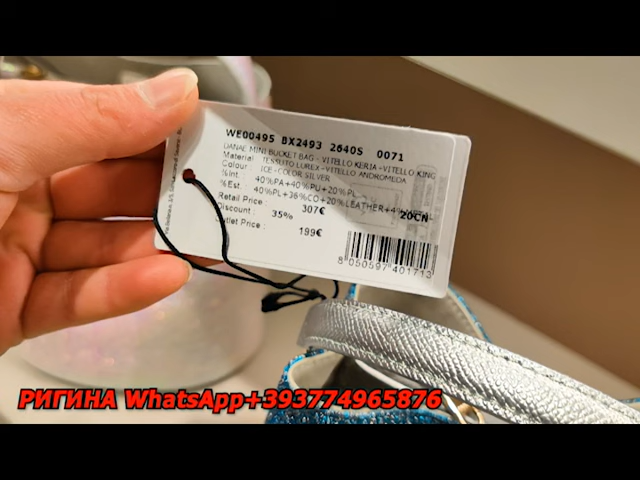 WE00495 BX2493 2640S 0071
DANAE MINI BUCKET BAG - VITELLO KERIA -VITELLO KING
Material : TESSUTO LUREX -VITELLO ANDROMEDA
Colour : ICE - COLOR SILVER
%Int. 40%PA+40%PU+20%PL
%Est. 40%PL+36%CO+20%LEATHER+4%
Retail Price : 307€
Discount : 35% 20CN
Outlet Price : 199€
8 050597 401713
РИГИНА WhatsApp+393774965876